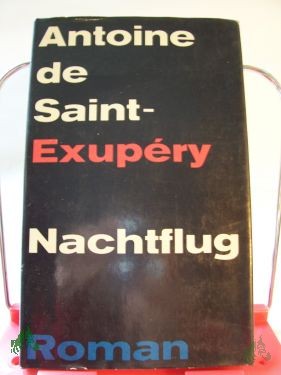 Antoine
de
Saint-
Exupéry
Nachtflug
Roman